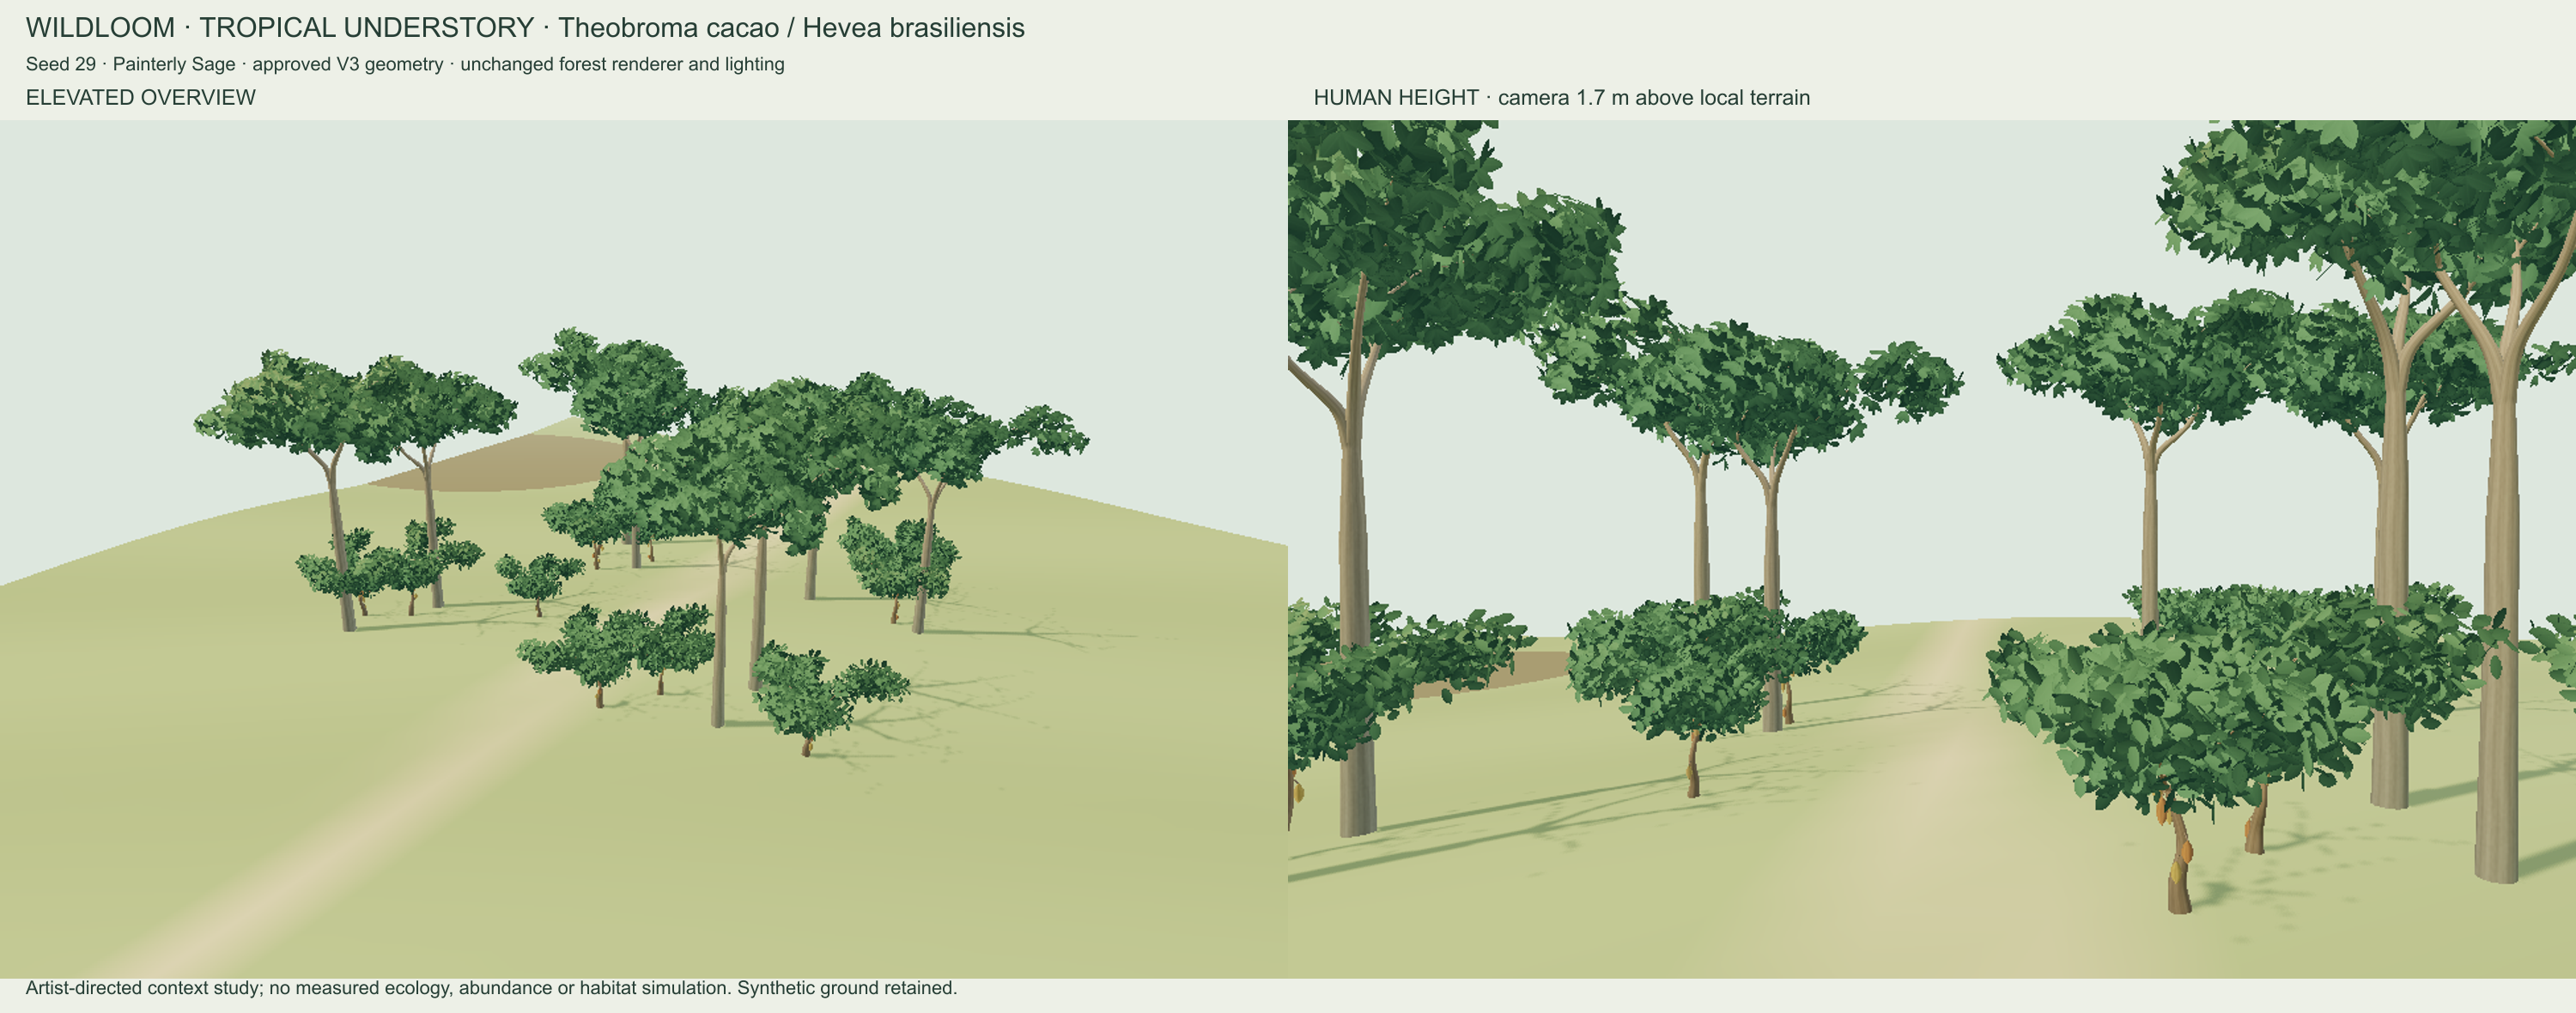 WILDLOOM · TROPICAL UNDERSTORY · Theobroma cacao / Hevea brasiliensis
Seed 29 · Painterly Sage · approved V3 geometry · unchanged forest renderer and lighting
ELEVATED OVERVIEW
HUMAN HEIGHT · camera 1.7 m above local terrain
Artist-directed context study; no measured ecology, abundance or habitat simulation. Synthetic ground retained.